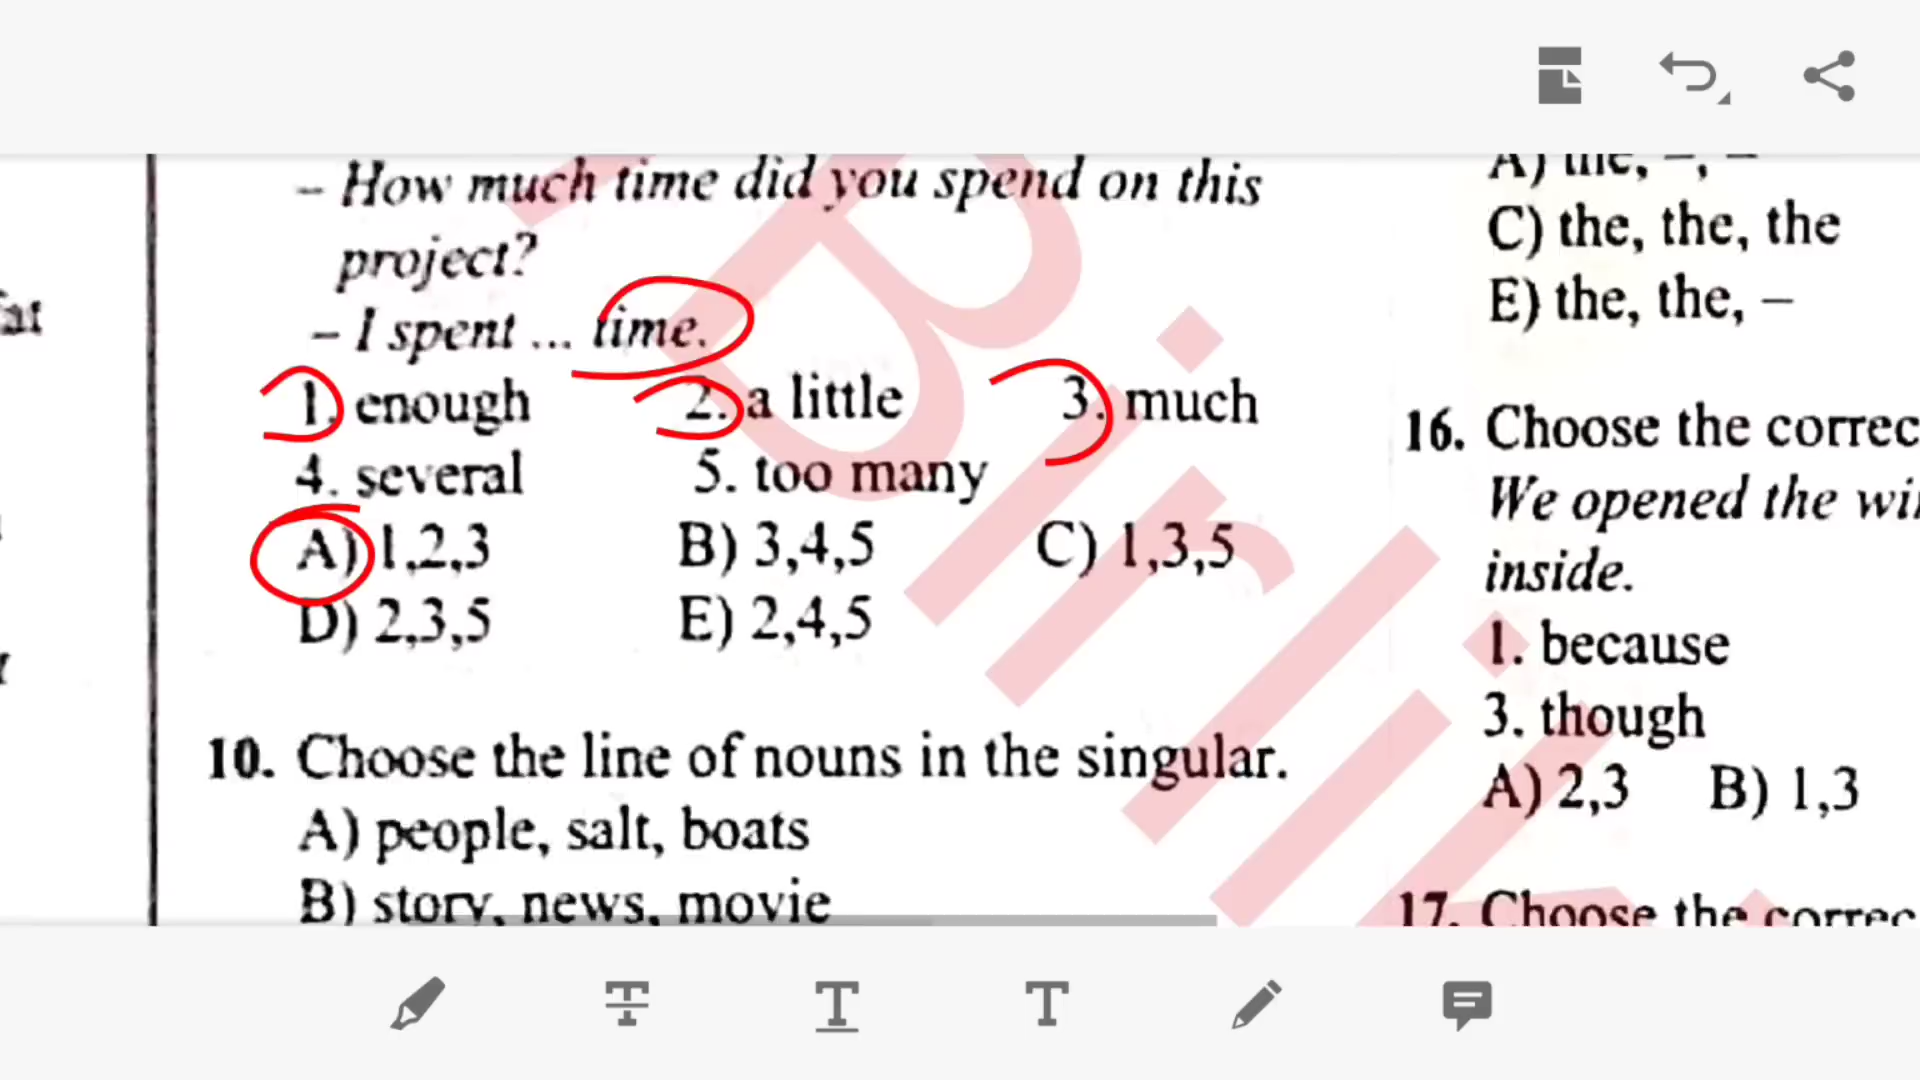 – How much time did you spend on this
project?
– I spent ... time.
1. enough 2. a little 3. much
4. several 5. too many
A) 1,2,3 B) 3,4,5 C) 1,3,5
D) 2,3,5 E) 2,4,5
10. Choose the line of nouns in the singular.
A) people, salt, boats
B) story, news, movie
A) the, –, –
C) the, the, the
E) the, the, –
16. Choose the correc
We opened the wi
inside.
1. because
3. though
A) 2,3 B) 1,3
17. Choose the correc
Birlik